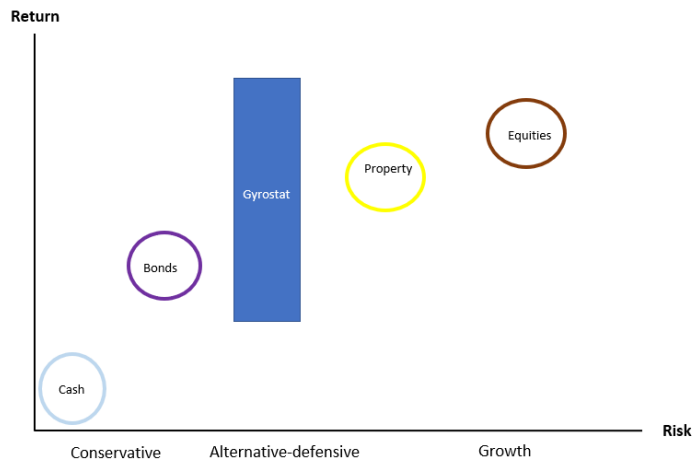 Return
Equities
Property
Gyrostat
Bonds
Cash
Risk
Conservative
Alternative-defensive
Growth